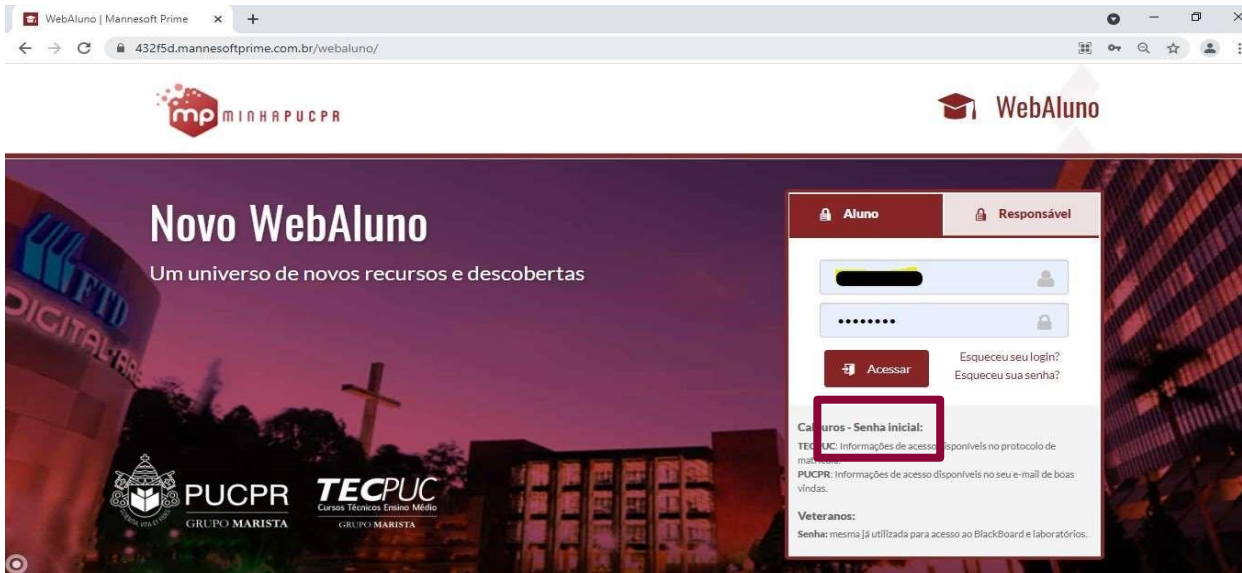 WebAluno | Mannesoft Prime
432f5d.mannesoftprime.com.br/webaluno/
mp MINHAPUCPR
WebAluno
Novo WebAluno
Um universo de novos recursos e descobertas
Aluno
Responsável
Acessar
Esqueceu seu login?
Esqueceu sua senha?
- Senha inicial:
Informações de acesso disponíveis no protocolo de
PUCPR: Informações de acesso disponíveis no seu e-mail de boas
vindas.
Veteranos:
Senha: mesma já utilizada para acesso ao BlackBoard e laboratórios.
FTD
DIGITAL
PUCPR
GRUPO MARISTA
TECPUC
Cursos Técnicos Ensino Médio
GRUPO MARISTA